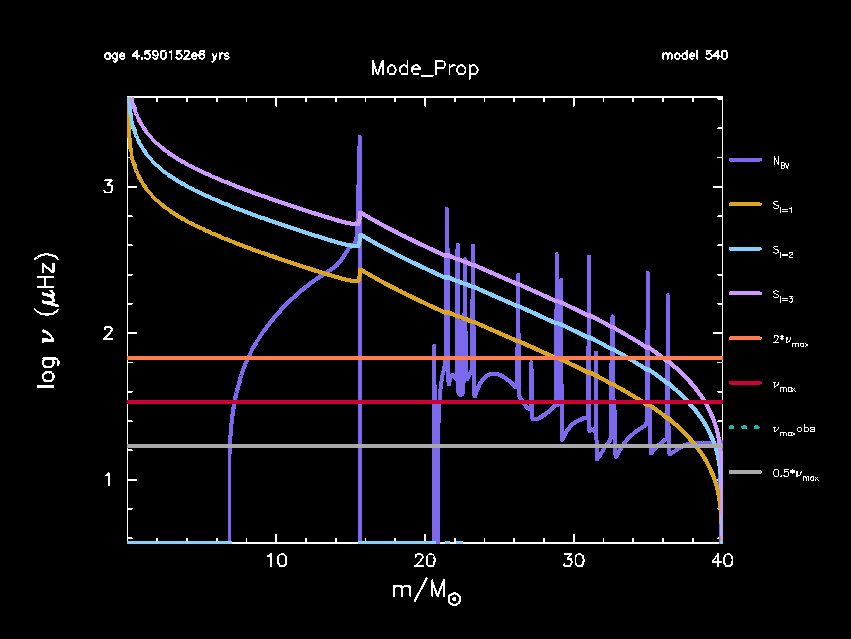 age 4.590152e6 yrs
model 540
Mode_Prop
log ν (μHz)
3
2
1
10
20
30
40
m/M☉
N_BV
S_l=1
S_l=2
S_l=3
2*ν_max
ν_max
ν_max obs
0.5*ν_max